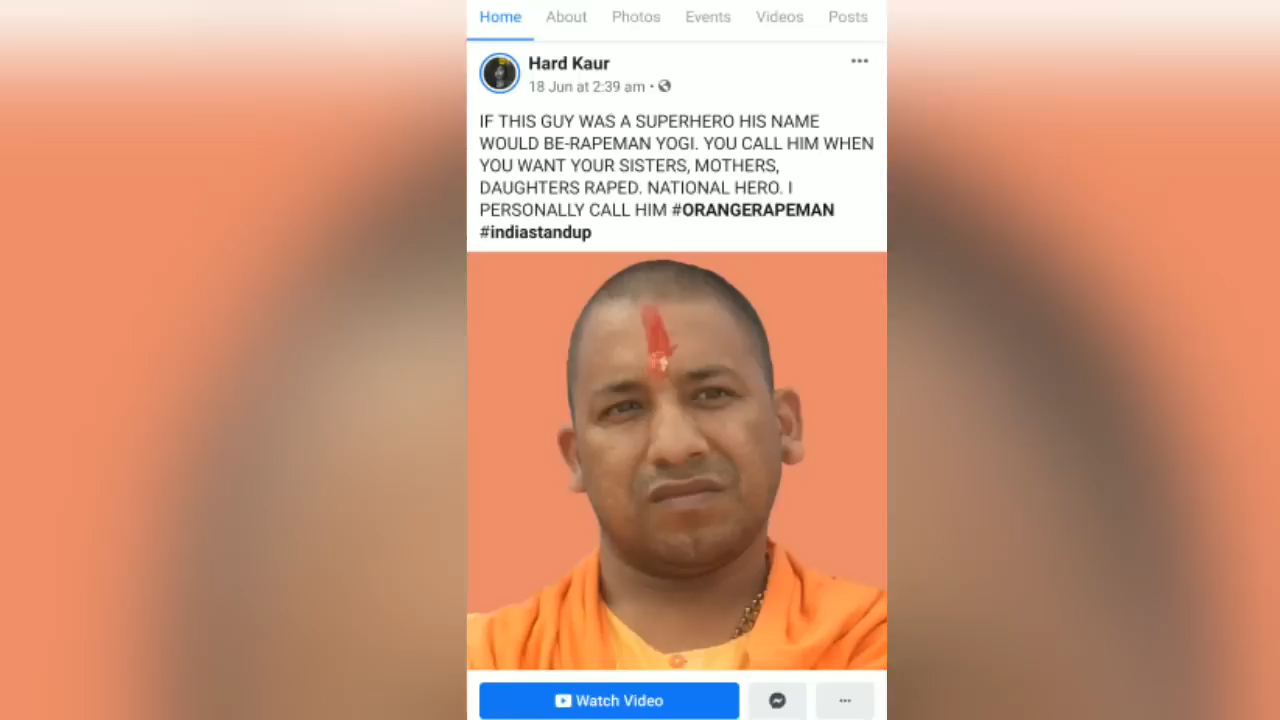 Home About Photos Events Videos Posts
Hard Kaur
18 Jun at 2:39 am •
IF THIS GUY WAS A SUPERHERO HIS NAME
WOULD BE-RAPEMAN YOGI. YOU CALL HIM WHEN
YOU WANT YOUR SISTERS, MOTHERS,
DAUGHTERS RAPED. NATIONAL HERO. I
PERSONALLY CALL HIM #ORANGERAPEMAN
#indiastandup
Watch Video